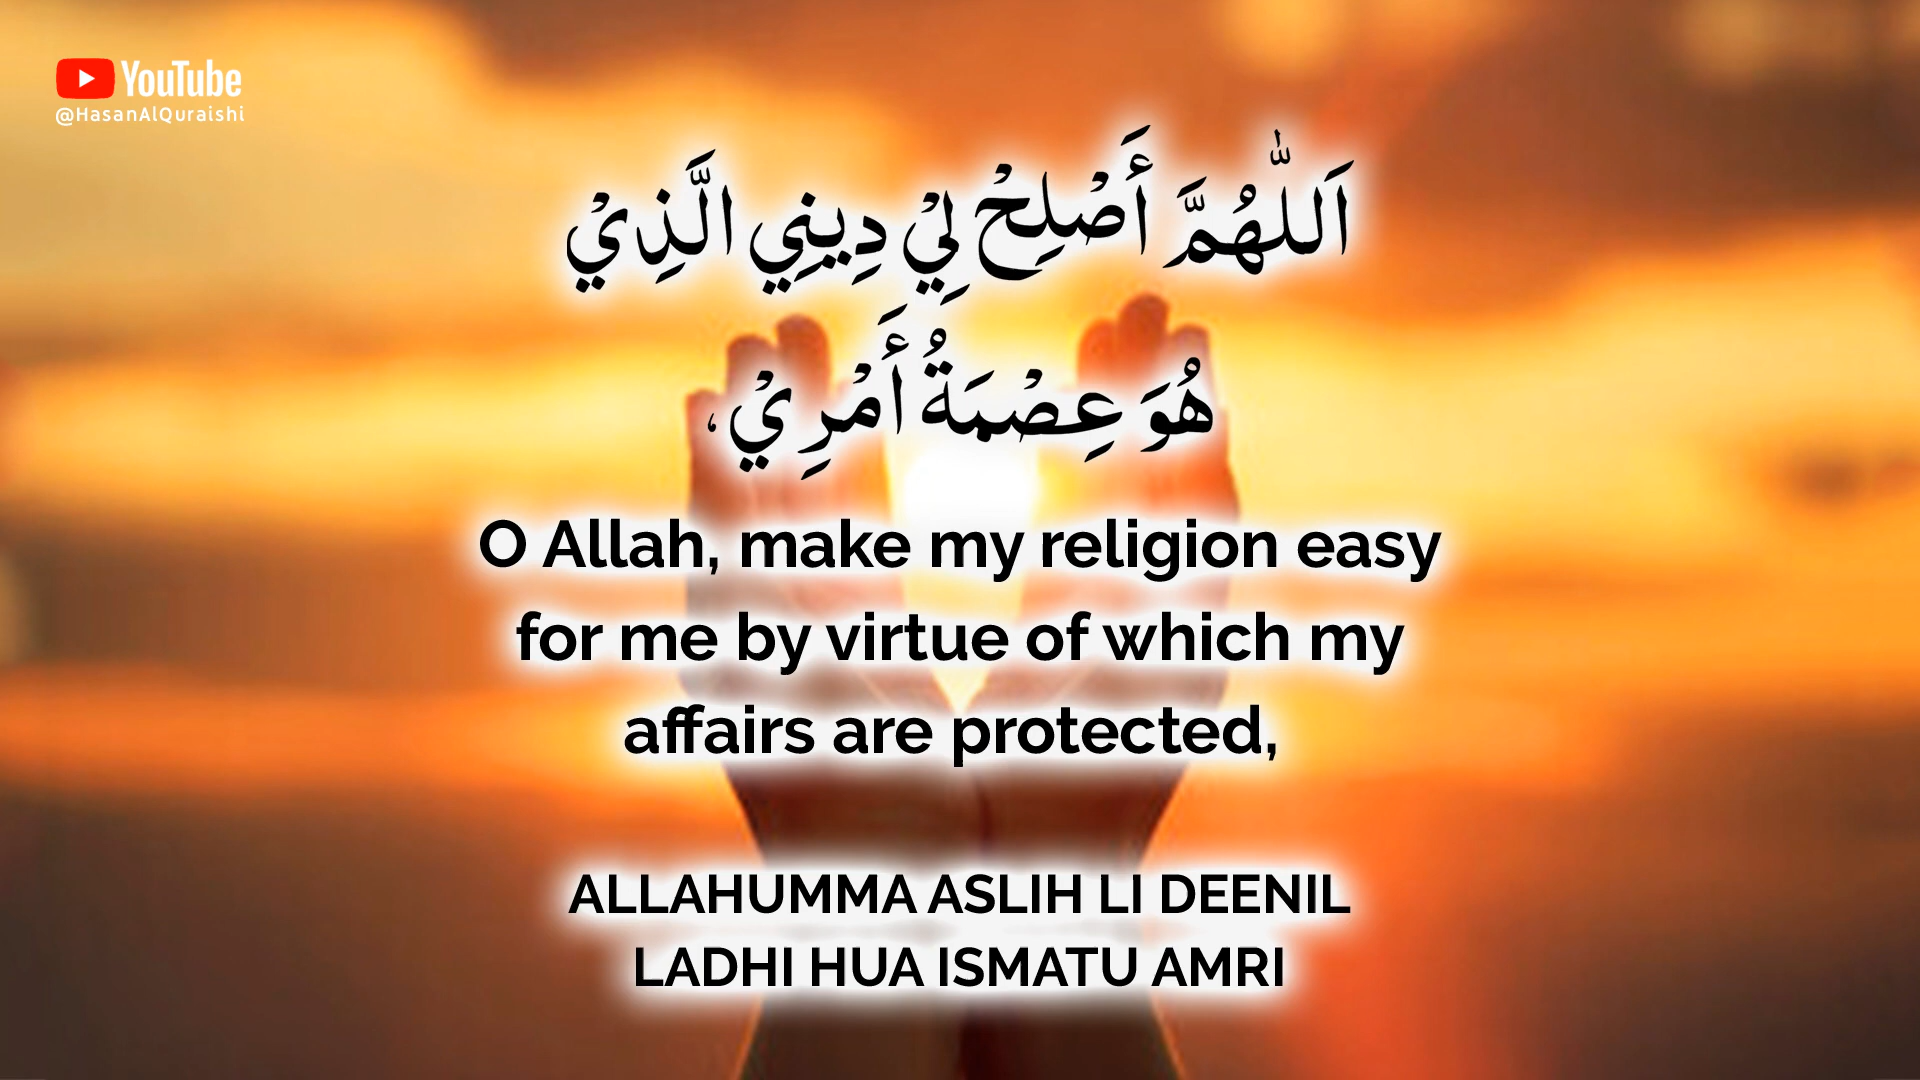 YouTube
@HasanAlQuraishi
اَللّٰهُمَّ أَصْلِحْ لِيْ دِينِي الَّذِيْ
هُوَ عِصْمَةُ أَمْرِيْ،
O Allah, make my religion easy
for me by virtue of which my
affairs are protected,
ALLAHUMMA ASLIH LI DEENIL
LADHI HUA ISMATU AMRI